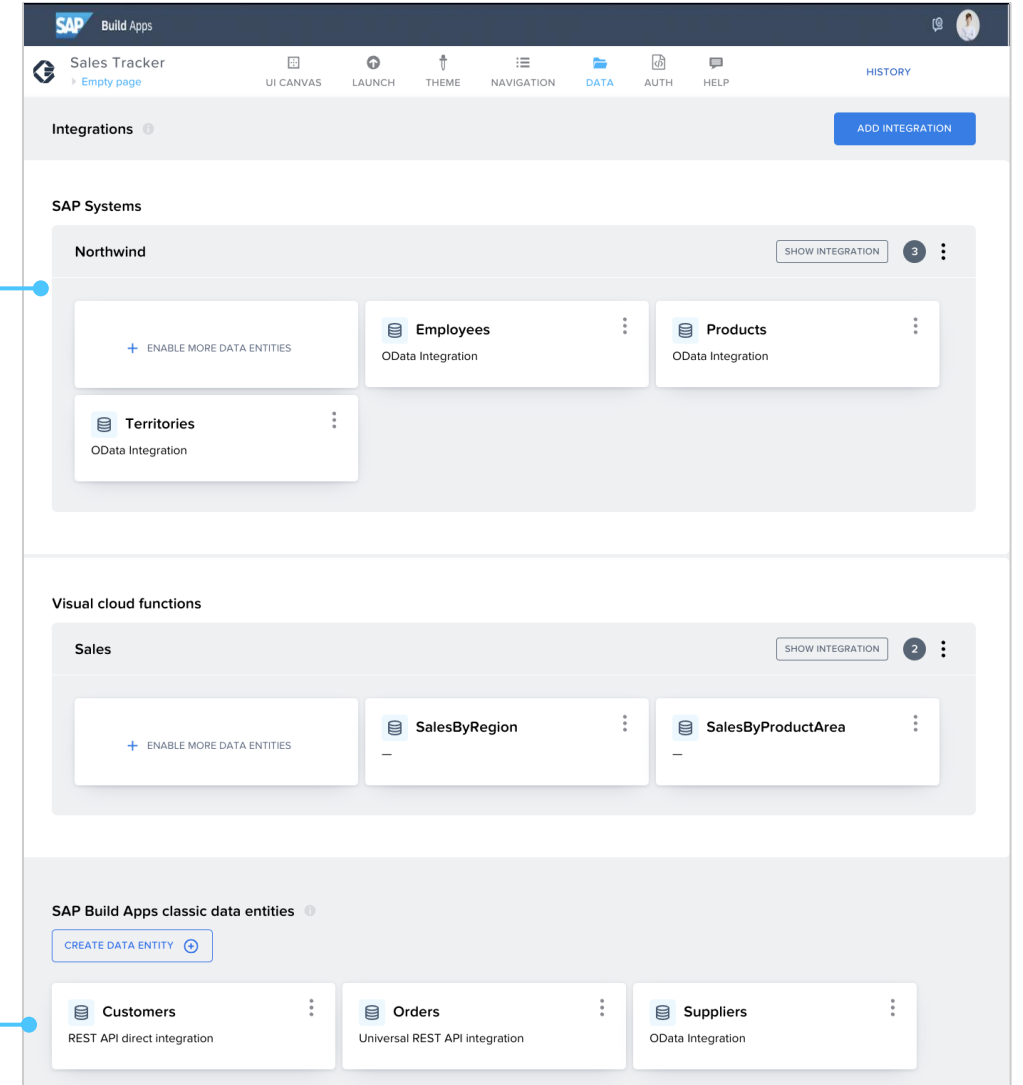 SAP Build Apps
Sales Tracker
Empty page
UI CANVAS LAUNCH THEME NAVIGATION DATA AUTH HELP
HISTORY
Integrations
ADD INTEGRATION
SAP Systems
Northwind
SHOW INTEGRATION 3
ENABLE MORE DATA ENTITIES
Employees
OData Integration
Products
OData Integration
Territories
OData Integration
Visual cloud functions
Sales
SHOW INTEGRATION 2
ENABLE MORE DATA ENTITIES
SalesByRegion
—
SalesByProductArea
—
SAP Build Apps classic data entities
CREATE DATA ENTITY
Customers
REST API direct integration
Orders
Universal REST API integration
Suppliers
OData Integration